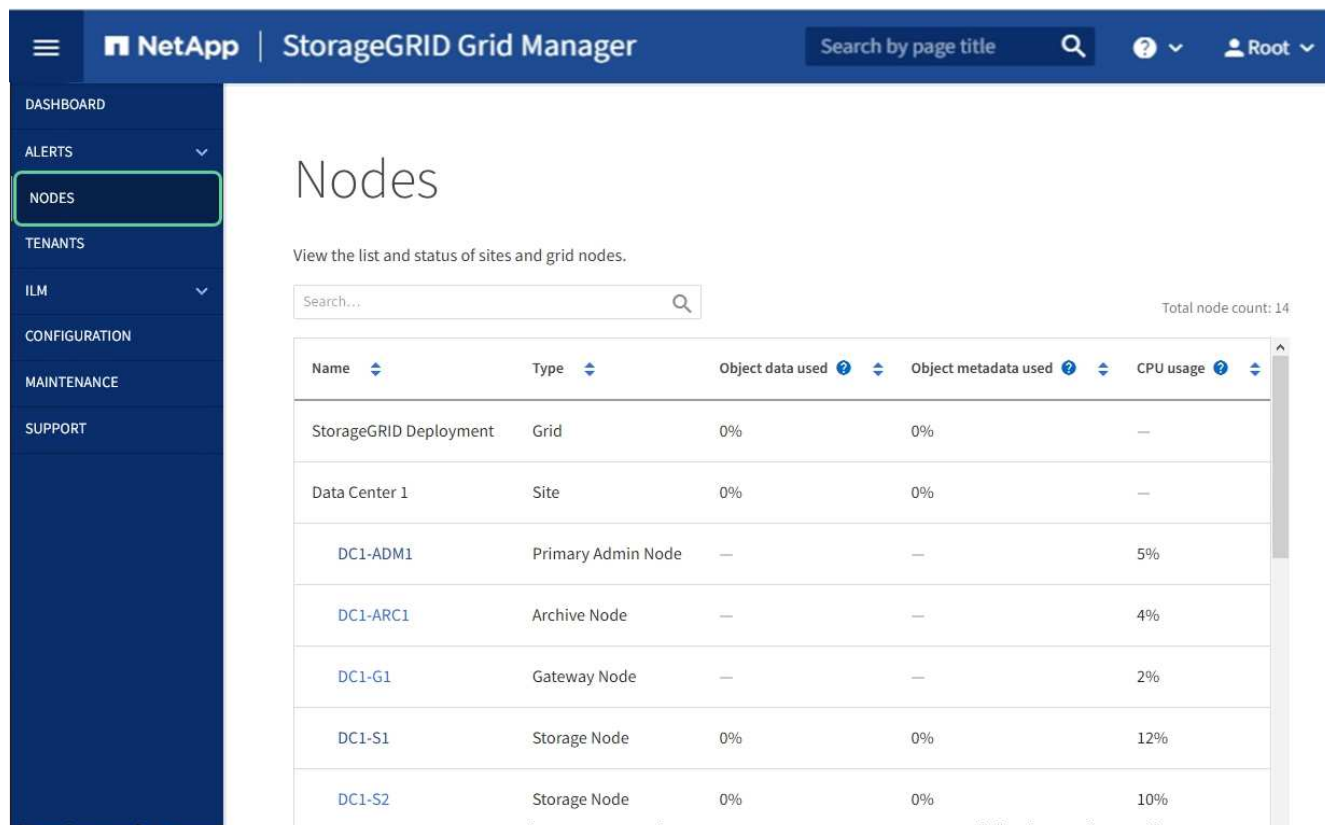 NetApp | StorageGRID Grid Manager Search by page title ? Root
DASHBOARD
ALERTS
NODES
TENANTS
ILM
CONFIGURATION
MAINTENANCE
SUPPORT
Nodes
View the list and status of sites and grid nodes.
Search...
Total node count: 14
Name Type Object data used ? Object metadata used ? CPU usage ?
StorageGRID Deployment Grid 0% 0% —
Data Center 1 Site 0% 0% —
DC1-ADM1 Primary Admin Node — — 5%
DC1-ARC1 Archive Node — — 4%
DC1-G1 Gateway Node — — 2%
DC1-S1 Storage Node 0% 0% 12%
DC1-S2 Storage Node 0% 0% 10%